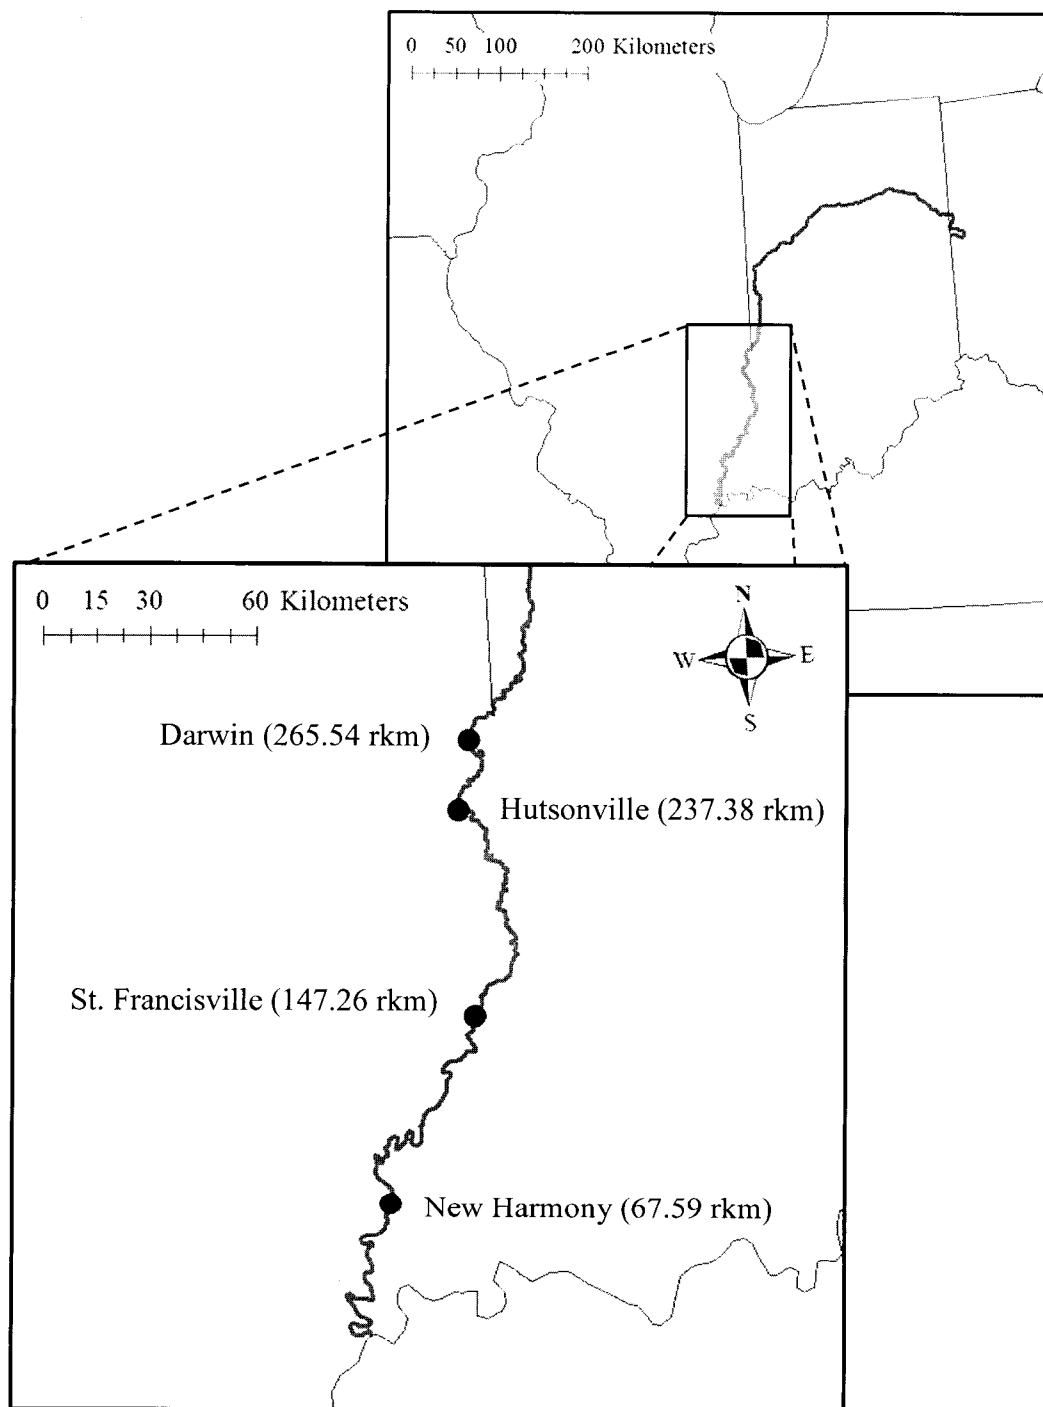 0 50 100 200 Kilometers
0 15 30 60 Kilometers
N
W E
S
Darwin (265.54 rkm)
Hutsonville (237.38 rkm)
St. Francisville (147.26 rkm)
New Harmony (67.59 rkm)